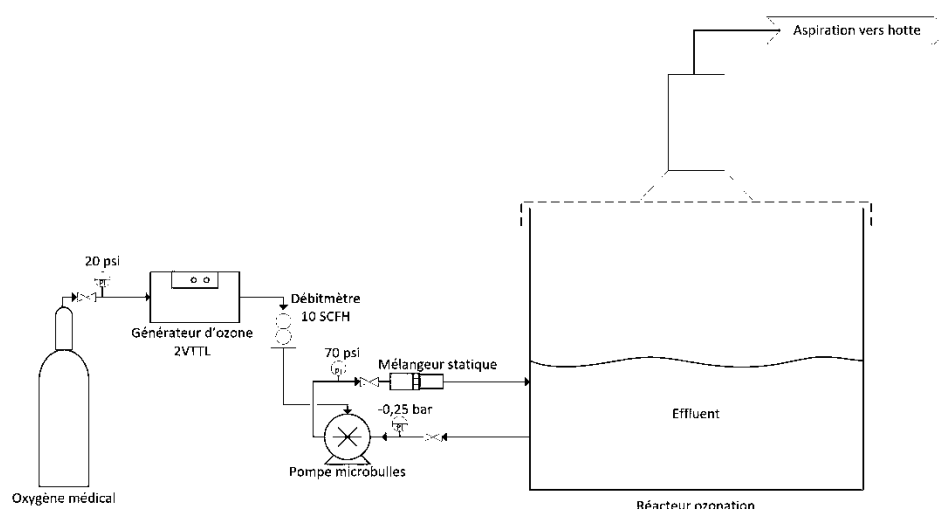 Aspiration vers hotte
20 psi
PI
Générateur d'ozone
2VTTL
Débitmètre
10 SCFH
70 psi
PI
Mélangeur statique
-0,25 bar
PI
Effluent
Pompe microbulles
Oxygène médical
Réacteur ozonation